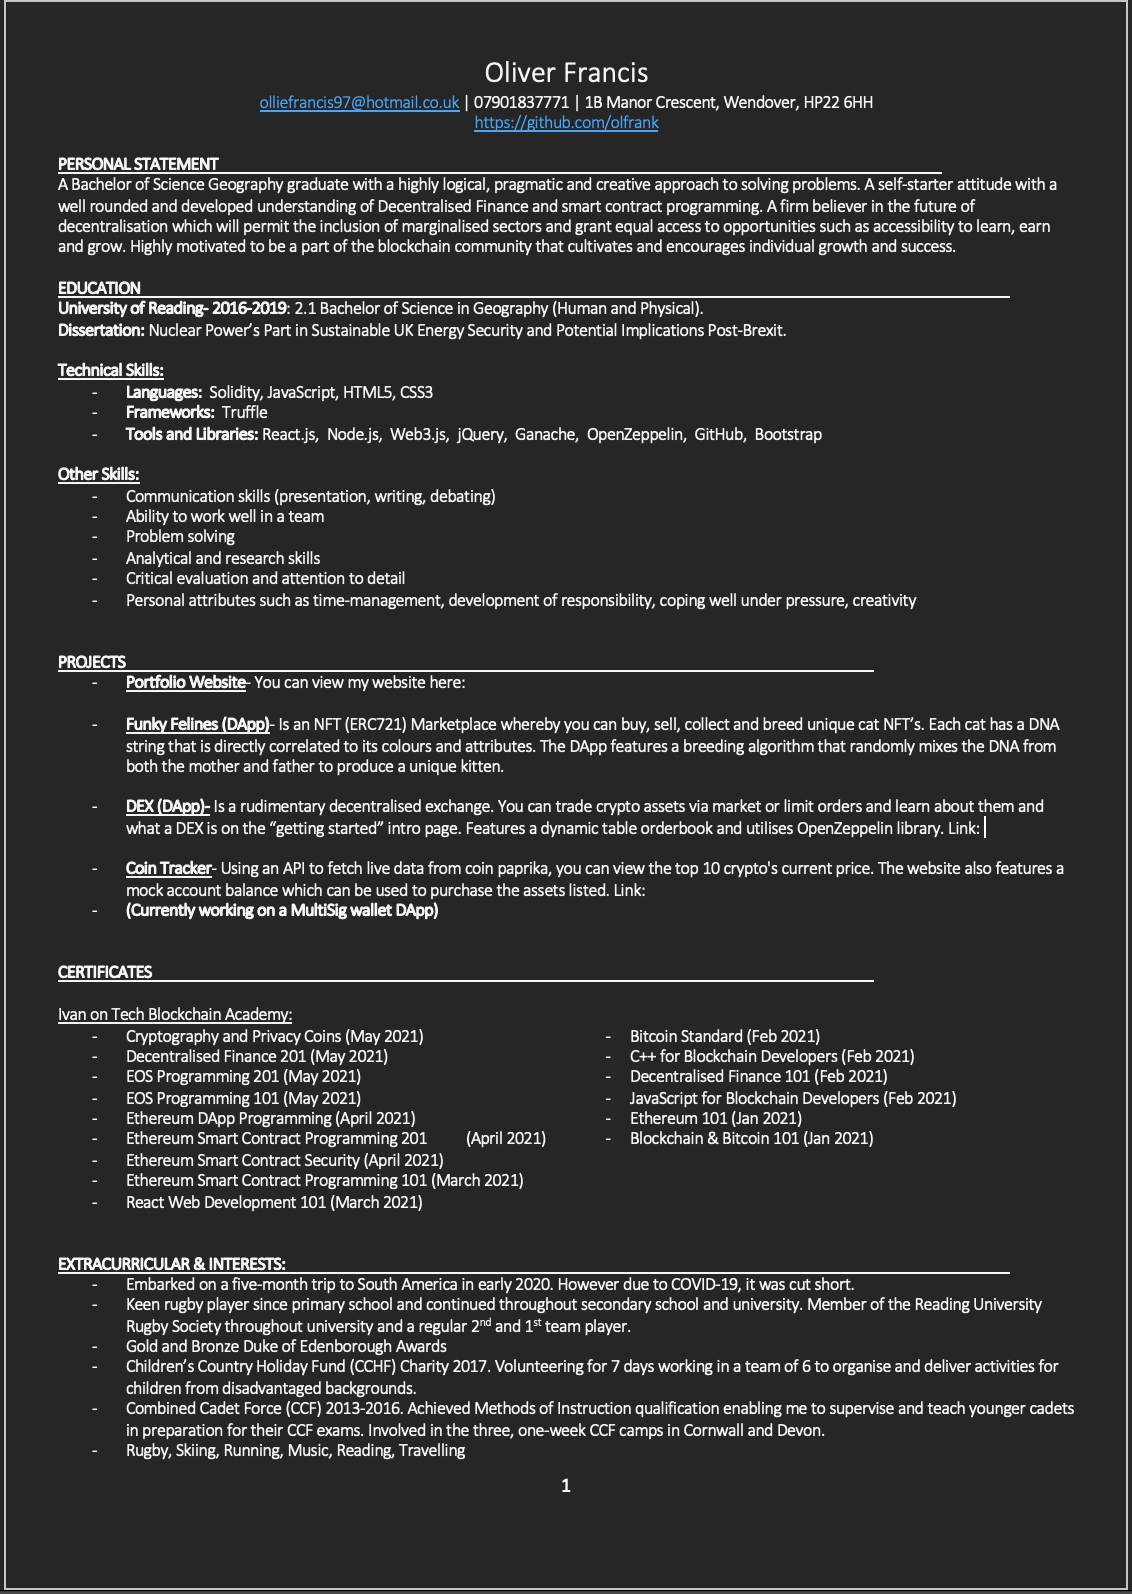 Oliver Francis
olliefrancis97@hotmail.co.uk | 07901837771 | 1B Manor Crescent, Wendover, HP22 6HH
https://github.com/olfrank
PERSONAL STATEMENT
A Bachelor of Science Geography graduate with a highly logical, pragmatic and creative approach to solving problems. A self-starter attitude with a
well rounded and developed understanding of Decentralised Finance and smart contract programming. A firm believer in the future of
decentralisation which will permit the inclusion of marginalised sectors and grant equal access to opportunities such as accessibility to learn, earn
and grow. Highly motivated to be a part of the blockchain community that cultivates and encourages individual growth and success.
EDUCATION
University of Reading- 2016-2019: 2.1 Bachelor of Science in Geography (Human and Physical).
Dissertation: Nuclear Power’s Part in Sustainable UK Energy Security and Potential Implications Post-Brexit.
Technical Skills:
- Languages: Solidity, JavaScript, HTML5, CSS3
- Frameworks: Truffle
- Tools and Libraries: React.js, Node.js, Web3.js, jQuery, Ganache, OpenZeppelin, GitHub, Bootstrap
Other Skills:
- Communication skills (presentation, writing, debating)
- Ability to work well in a team
- Problem solving
- Analytical and research skills
- Critical evaluation and attention to detail
- Personal attributes such as time-management, development of responsibility, coping well under pressure, creativity
PROJECTS
- Portfolio Website- You can view my website here:
- Funky Felines (DApp)- Is an NFT (ERC721) Marketplace whereby you can buy, sell, collect and breed unique cat NFT’s. Each cat has a DNA
string that is directly correlated to its colours and attributes. The DApp features a breeding algorithm that randomly mixes the DNA from
both the mother and father to produce a unique kitten.
- DEX (DApp)- Is a rudimentary decentralised exchange. You can trade crypto assets via market or limit orders and learn about them and
what a DEX is on the “getting started” intro page. Features a dynamic table orderbook and utilises OpenZeppelin library. Link:
- Coin Tracker- Using an API to fetch live data from coin paprika, you can view the top 10 crypto's current price. The website also features a
mock account balance which can be used to purchase the assets listed. Link:
- (Currently working on a MultiSig wallet DApp)
CERTIFICATES
Ivan on Tech Blockchain Academy:
- Cryptography and Privacy Coins (May 2021)
- Decentralised Finance 201 (May 2021)
- EOS Programming 201 (May 2021)
- EOS Programming 101 (May 2021)
- Ethereum DApp Programming (April 2021)
- Ethereum Smart Contract Programming 201 (April 2021)
- Ethereum Smart Contract Security (April 2021)
- Ethereum Smart Contract Programming 101 (March 2021)
- React Web Development 101 (March 2021)
- Bitcoin Standard (Feb 2021)
- C++ for Blockchain Developers (Feb 2021)
- Decentralised Finance 101 (Feb 2021)
- JavaScript for Blockchain Developers (Feb 2021)
- Ethereum 101 (Jan 2021)
- Blockchain & Bitcoin 101 (Jan 2021)
EXTRACURRICULAR & INTERESTS:
- Embarked on a five-month trip to South America in early 2020. However due to COVID-19, it was cut short.
- Keen rugby player since primary school and continued throughout secondary school and university. Member of the Reading University
Rugby Society throughout university and a regular 2nd and 1st team player.
- Gold and Bronze Duke of Edenborough Awards
- Children’s Country Holiday Fund (CCHF) Charity 2017. Volunteering for 7 days working in a team of 6 to organise and deliver activities for
children from disadvantaged backgrounds.
- Combined Cadet Force (CCF) 2013-2016. Achieved Methods of Instruction qualification enabling me to supervise and teach younger cadets
in preparation for their CCF exams. Involved in the three, one-week CCF camps in Cornwall and Devon.
- Rugby, Skiing, Running, Music, Reading, Travelling
1